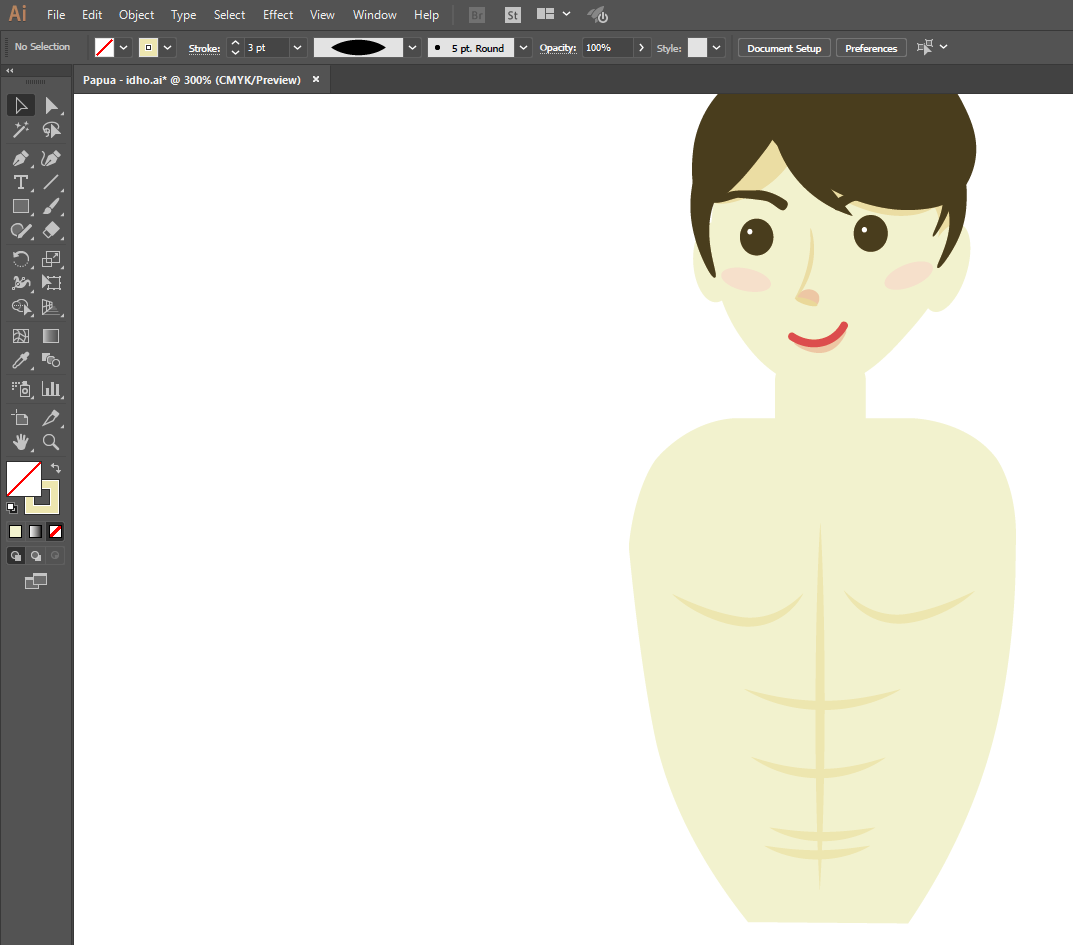 Ai File Edit Object Type Select Effect View Window Help Br St
No Selection Stroke: 3 pt 5 pt. Round Opacity: 100% Style: Document Setup Preferences
Papua - idho.ai* @ 300% (CMYK/Preview) ×